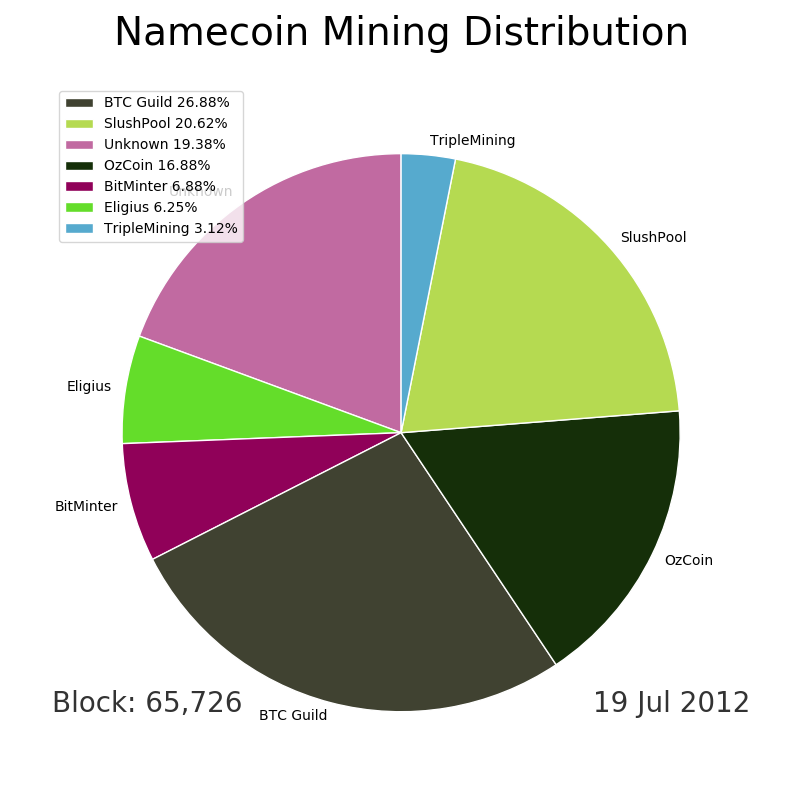 Namecoin Mining Distribution
BTC Guild 26.88%
SlushPool 20.62%
Unknown 19.38%
OzCoin 16.88%
BitMinter 6.88%
Eligius 6.25%
TripleMining 3.12%
TripleMining
Unknown
SlushPool
Eligius
BitMinter
OzCoin
Block: 65,726
19 Jul 2012
BTC Guild